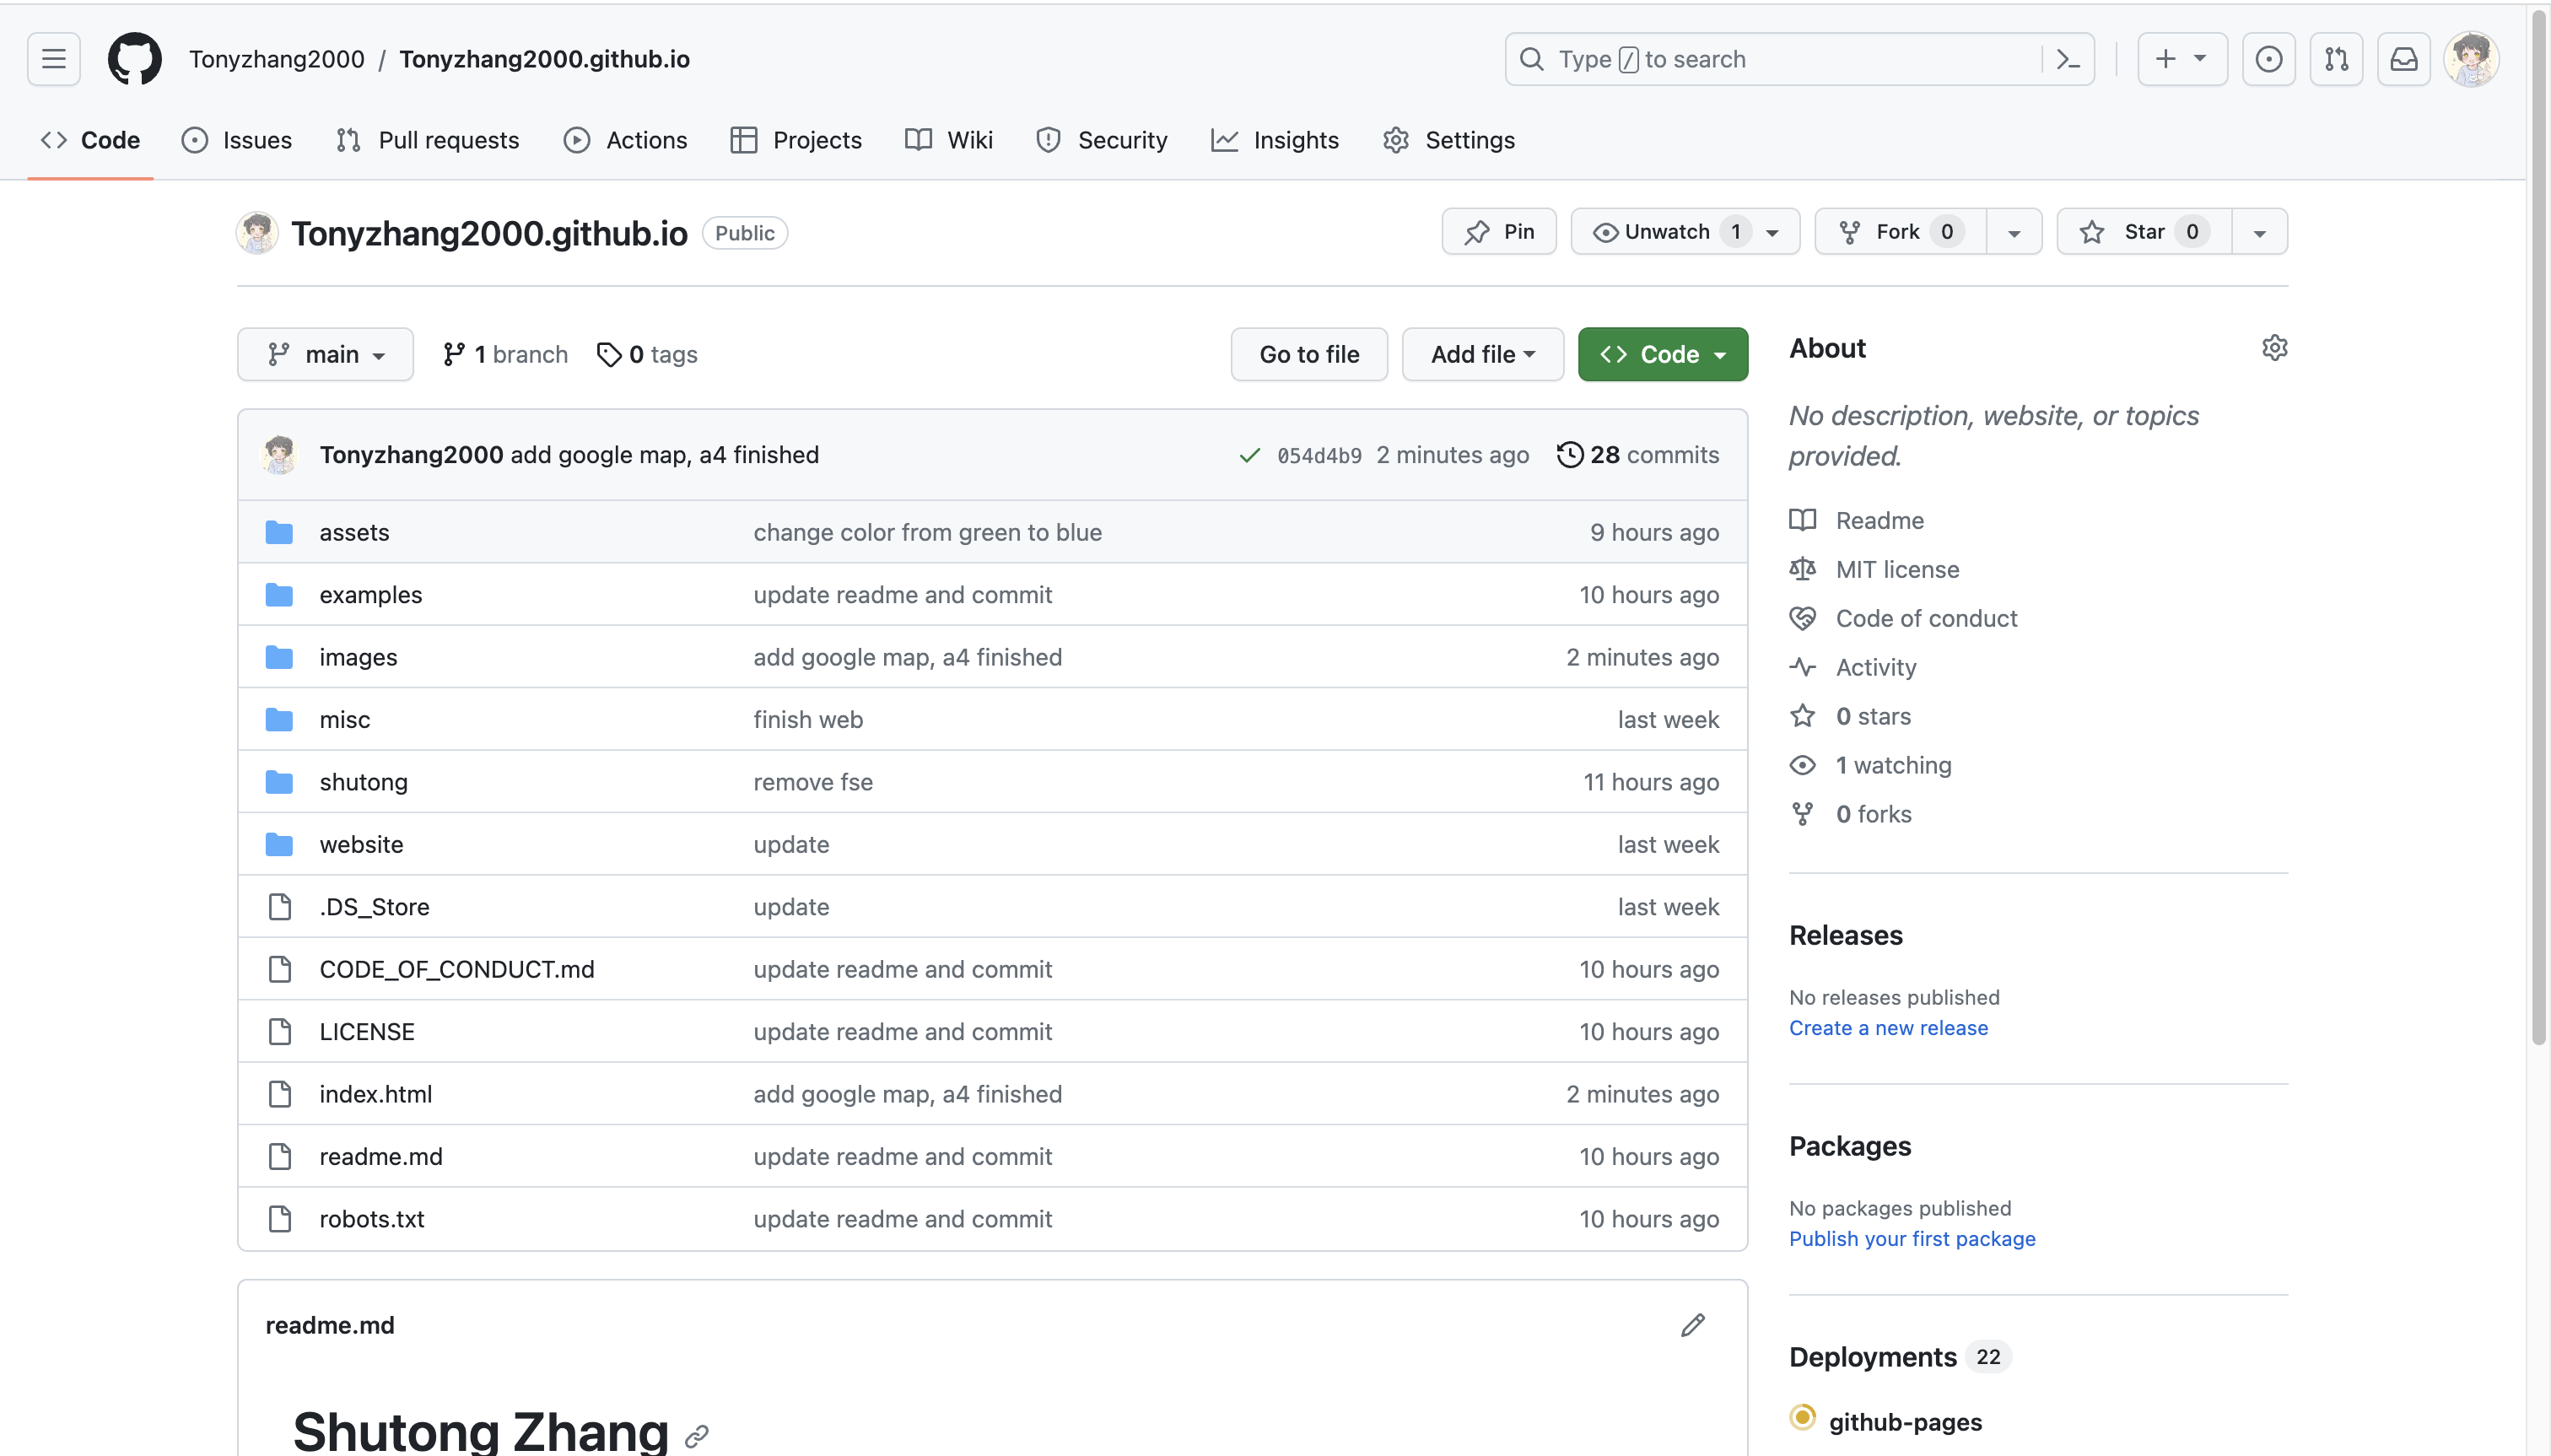 Tonyzhang2000 / Tonyzhang2000.github.io
Type / to search
Code Issues Pull requests Actions Projects Wiki Security Insights Settings
Tonyzhang2000.github.io Public
Pin Unwatch 1 Fork 0 Star 0
main 1 branch 0 tags Go to file Add file Code
Tonyzhang2000 add google map, a4 finished 054d4b9 2 minutes ago 28 commits
assets change color from green to blue 9 hours ago
examples update readme and commit 10 hours ago
images add google map, a4 finished 2 minutes ago
misc finish web last week
shutong remove fse 11 hours ago
website update last week
.DS_Store update last week
CODE_OF_CONDUCT.md update readme and commit 10 hours ago
LICENSE update readme and commit 10 hours ago
index.html add google map, a4 finished 2 minutes ago
readme.md update readme and commit 10 hours ago
robots.txt update readme and commit 10 hours ago
readme.md
Shutong Zhang
About
No description, website, or topics
provided.
Readme
MIT license
Code of conduct
Activity
0 stars
1 watching
0 forks
Releases
No releases published
Create a new release
Packages
No packages published
Publish your first package
Deployments 22
github-pages